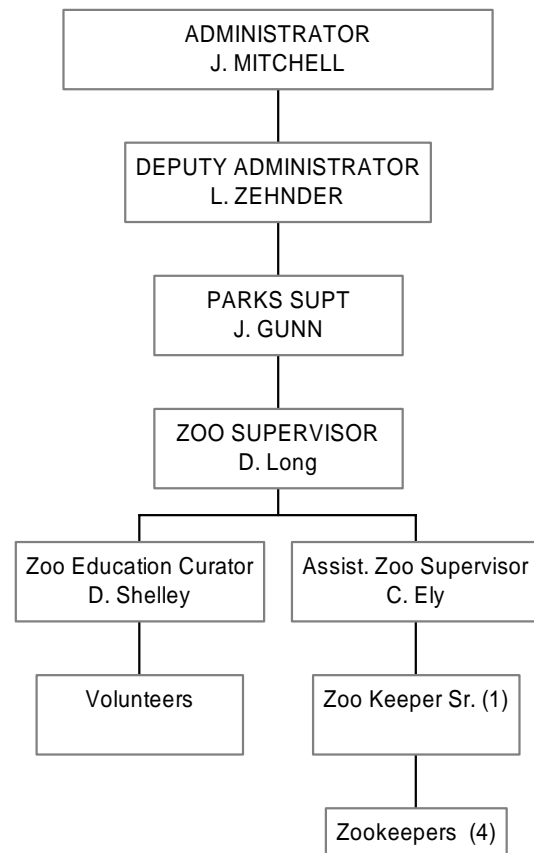 ADMINISTRATOR
J. MITCHELL
DEPUTY ADMINISTRATOR
L. ZEHNDER
PARKS SUPT
J. GUNN
ZOO SUPERVISOR
D. Long
Zoo Education Curator
D. Shelley
Assist. Zoo Supervisor
C. Ely
Volunteers
Zoo Keeper Sr. (1)
Zookeepers (4)